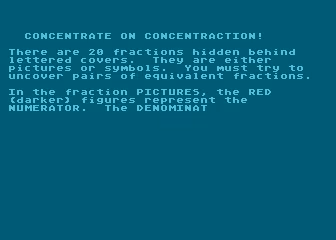 CONCENTRATE ON CONCENTRACTION!
There are 20 fractions hidden behind
lettered covers.  They are either
pictures or symbols.  You must try to
uncover pairs of equivalent fractions.
In the fraction PICTURES, the RED
(darker) figures represent the
NUMERATOR.  The DENOMINAT